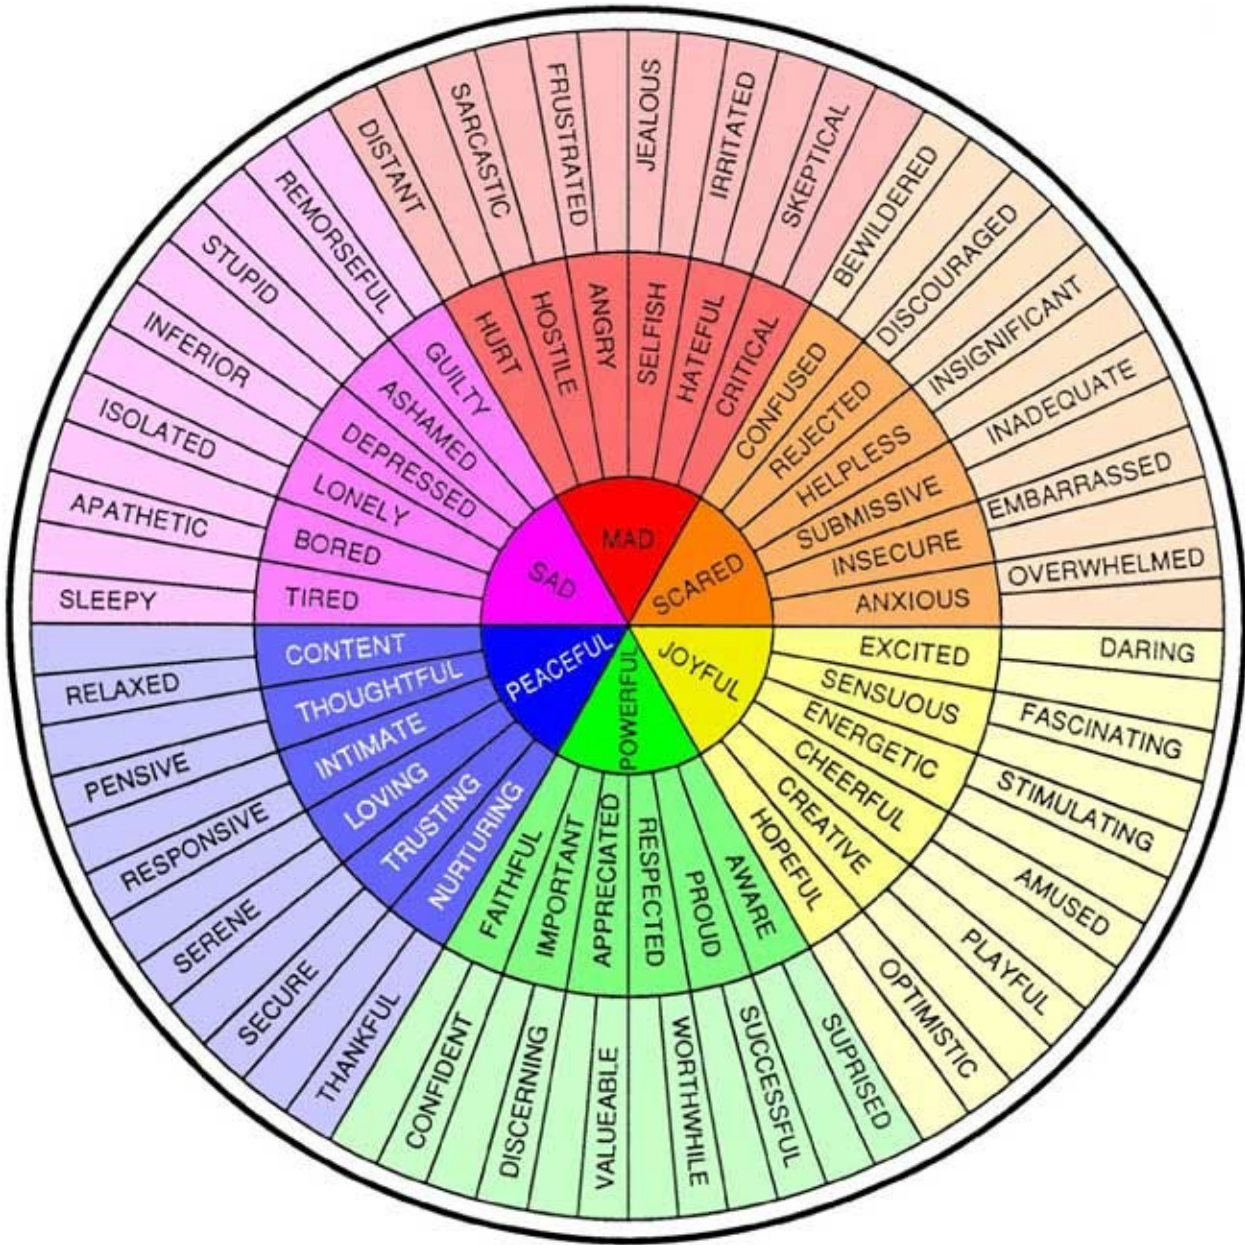 MAD
SCARED
JOYFUL
POWERFUL
PEACEFUL
SAD
HURT
HOSTILE
ANGRY
SELFISH
HATEFUL
CRITICAL
CONFUSED
REJECTED
HELPLESS
SUBMISSIVE
INSECURE
ANXIOUS
EXCITED
SENSUOUS
ENERGETIC
CHEERFUL
CREATIVE
HOPEFUL
AWARE
PROUD
RESPECTED
APPRECIATED
IMPORTANT
FAITHFUL
NURTURING
TRUSTING
LOVING
INTIMATE
THOUGHTFUL
CONTENT
TIRED
BORED
LONELY
DEPRESSED
ASHAMED
GUILTY
DISTANT
SARCASTIC
FRUSTRATED
JEALOUS
IRRITATED
SKEPTICAL
BEWILDERED
DISCOURAGED
INSIGNIFICANT
INADEQUATE
EMBARRASSED
OVERWHELMED
DARING
FASCINATING
STIMULATING
AMUSED
PLAYFUL
OPTIMISTIC
SUPRISED
SUCCESSFUL
WORTHWHILE
VALUEABLE
DISCERNING
CONFIDENT
THANKFUL
SECURE
SERENE
RESPONSIVE
PENSIVE
RELAXED
SLEEPY
APATHETIC
ISOLATED
INFERIOR
STUPID
REMORSEFUL